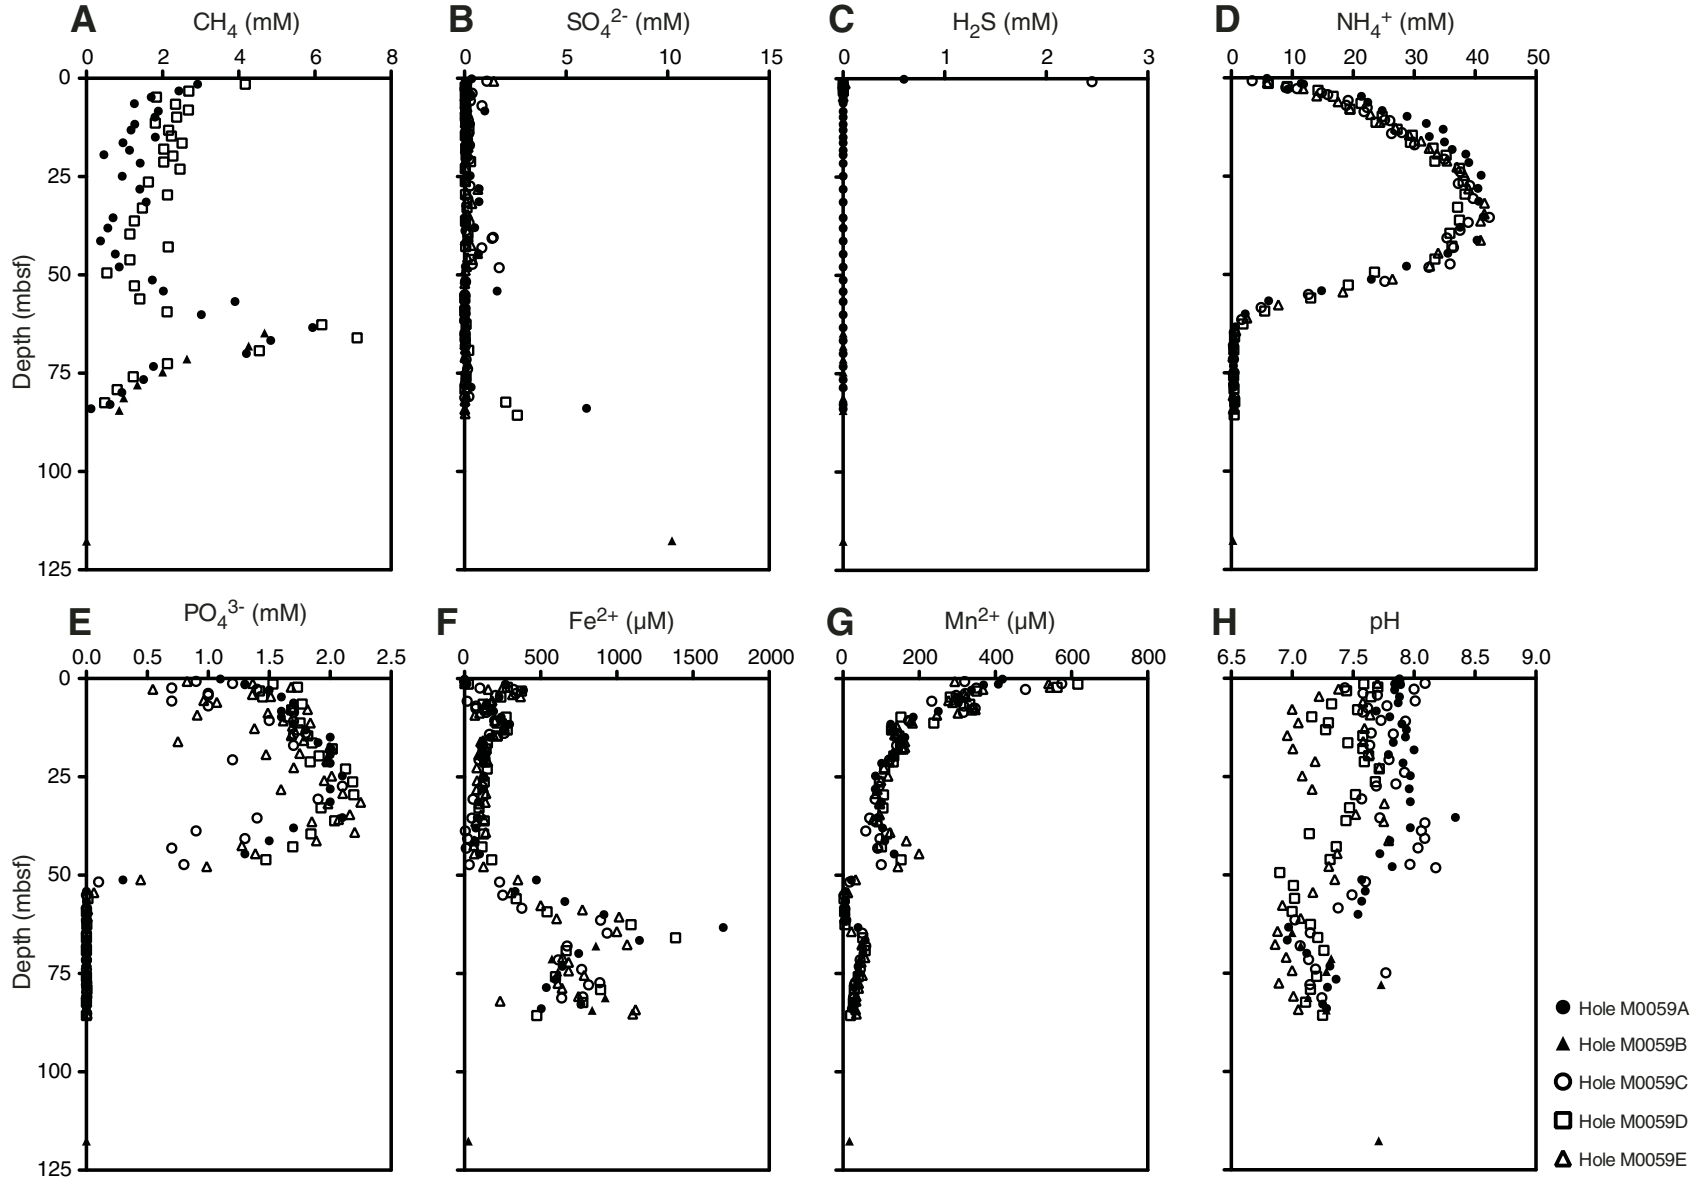 A CH4 (mM)
B SO4 2- (mM)
C H2S (mM)
D NH4+ (mM)
0 2 4 6 8
0 5 10 15
0 1 2 3
0 10 20 30 40 50
0
25
50
75
100
125
Depth (mbsf)
E PO4 3- (mM)
F Fe2+ (µM)
G Mn2+ (µM)
H pH
0.0 0.5 1.0 1.5 2.0 2.5
0 500 1000 1500 2000
0 200 400 600 800
6.5 7.0 7.5 8.0 8.5 9.0
0
25
50
75
100
125
Depth (mbsf)
Hole M0059A
Hole M0059B
Hole M0059C
Hole M0059D
Hole M0059E